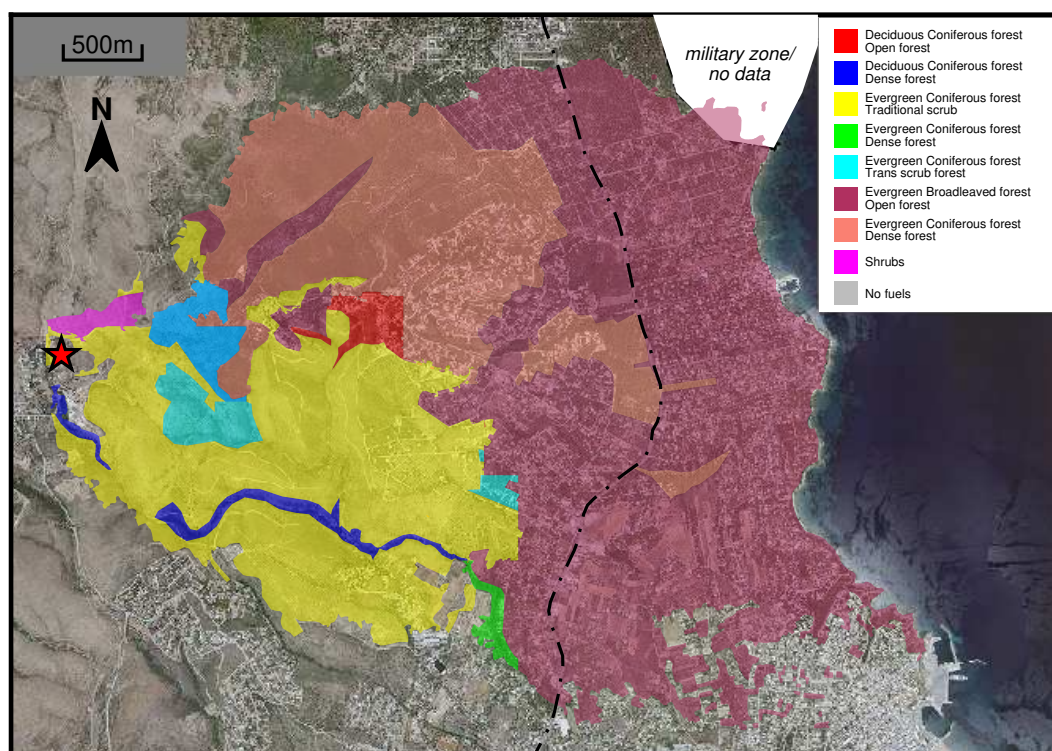 500m
N
military zone/
no data
Deciduous Coniferous forest
Open forest
Deciduous Coniferous forest
Dense forest
Evergreen Coniferous forest
Traditional scrub
Evergreen Coniferous forest
Dense forest
Evergreen Coniferous forest
Trans scrub forest
Evergreen Broadleaved forest
Open forest
Evergreen Coniferous forest
Dense forest
Shrubs
No fuels